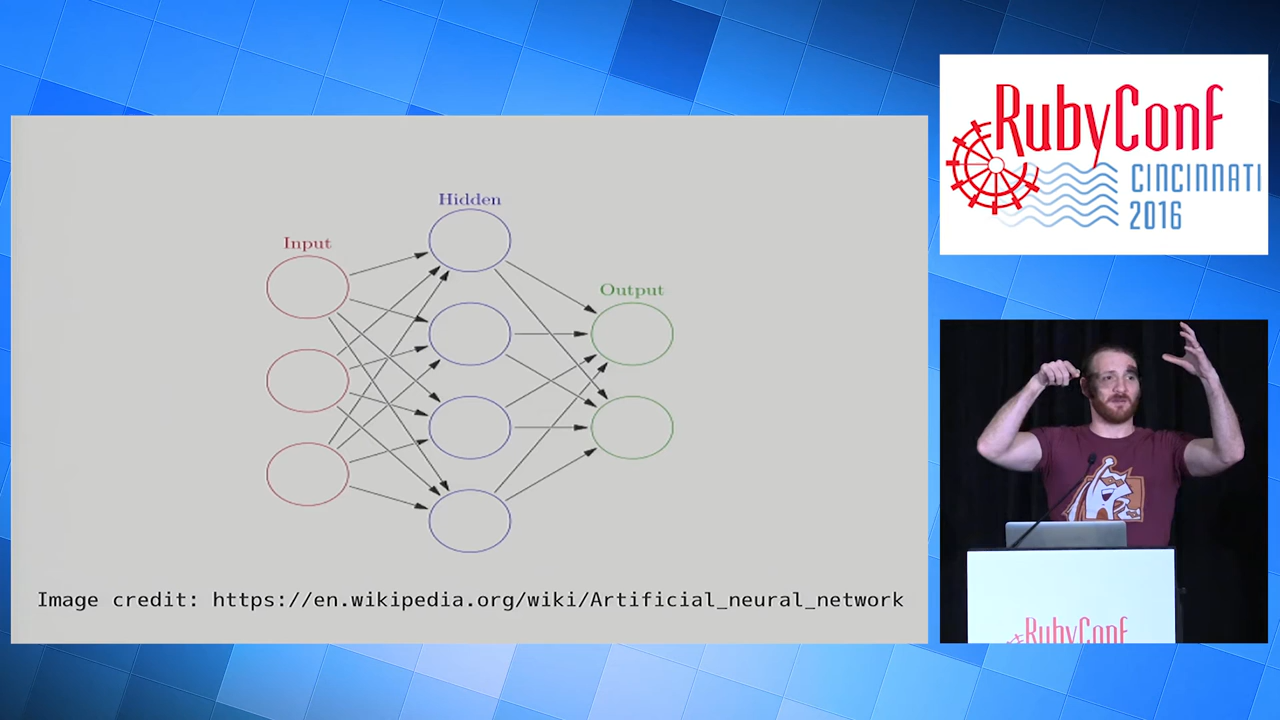 Hidden
Input
Output
Image credit: https://en.wikipedia.org/wiki/Artificial_neural_network
RubyConf
CINCINNATI
2016
RubyConf